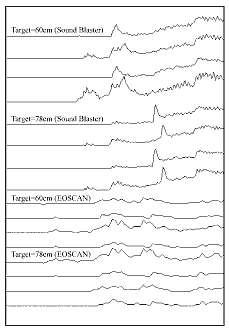 Target=60cm (Sound Blaster)
Target=78cm (Sound Blaster)
Target=60cm (EOSCAN)
Target=78cm (EOSCAN)